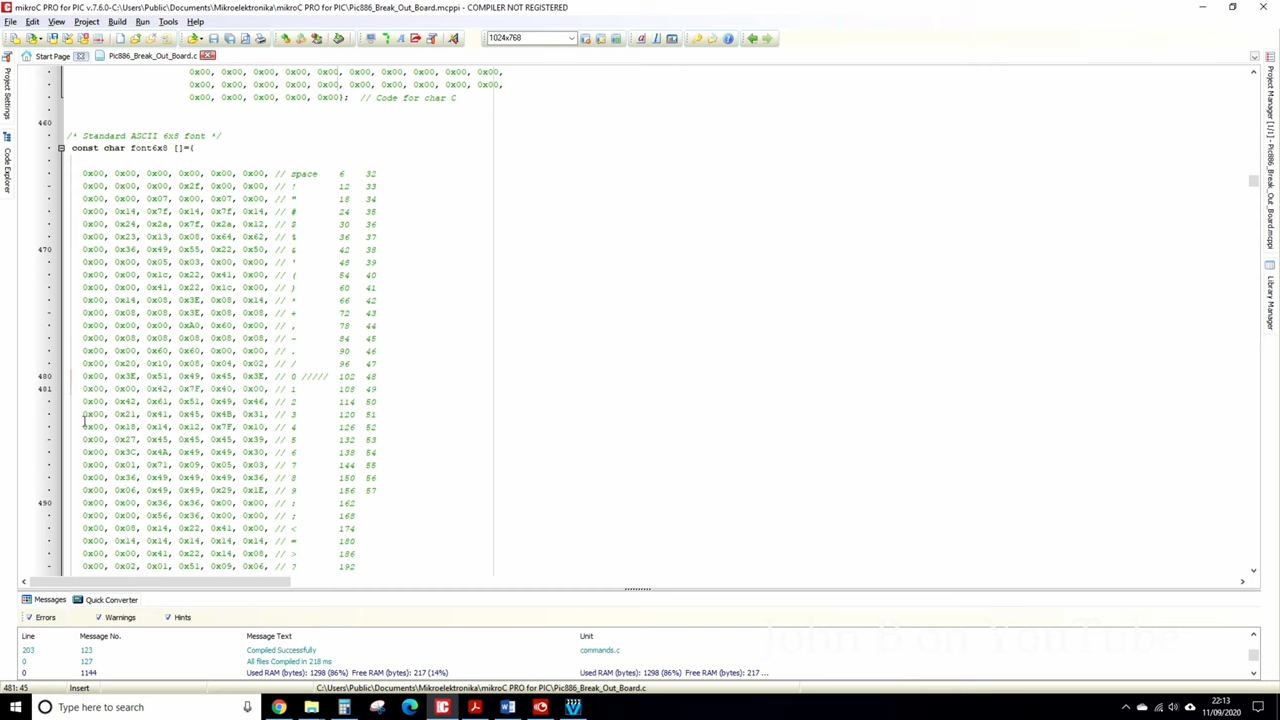 mikroC PRO for PIC v.7.6.0-C:\Users\Public\Documents\Mikroelektronika\mikroC PRO for PIC\Pic886_Break_Out_Board.mcppi - COMPILER NOT REGISTERED
File Edit View Project Build Run Tools Help
1024x768
Start Page Pic886_Break_Out_Board.c
Project Settings
Code Explorer
Project Manager [1/1] - Pic886_Break_Out_Board.mcppi
Library Manager
0x00, 0x00, 0x00, 0x00, 0x00, 0x00, 0x00, 0x00, 0x00, 0x00,
0x00, 0x00, 0x00, 0x00, 0x00, 0x00, 0x00, 0x00, 0x00, 0x00,
0x00, 0x00, 0x00, 0x00, 0x00}; // Code for char C
460
/* Standard ASCII 6x8 font */
const char font6x8 []={
0x00, 0x00, 0x00, 0x00, 0x00, 0x00, // space 6 32
0x00, 0x00, 0x00, 0x2f, 0x00, 0x00, // ! 12 33
0x00, 0x00, 0x07, 0x00, 0x07, 0x00, // " 18 34
0x00, 0x14, 0x7f, 0x14, 0x7f, 0x14, // # 24 35
0x00, 0x24, 0x2a, 0x7f, 0x2a, 0x12, // $ 30 36
0x00, 0x23, 0x13, 0x08, 0x64, 0x62, // % 36 37
470 0x00, 0x36, 0x49, 0x55, 0x22, 0x50, // & 42 38
0x00, 0x00, 0x05, 0x03, 0x00, 0x00, // ' 48 39
0x00, 0x00, 0x1c, 0x22, 0x41, 0x00, // ( 54 40
0x00, 0x00, 0x41, 0x22, 0x1c, 0x00, // ) 60 41
0x00, 0x14, 0x08, 0x3E, 0x08, 0x14, // * 66 42
0x00, 0x08, 0x08, 0x3E, 0x08, 0x08, // + 72 43
0x00, 0x00, 0x00, 0xA0, 0x60, 0x00, // , 78 44
0x00, 0x08, 0x08, 0x08, 0x08, 0x08, // - 84 45
0x00, 0x00, 0x60, 0x60, 0x00, 0x00, // . 90 46
0x00, 0x20, 0x10, 0x08, 0x04, 0x02, // / 96 47
480 0x00, 0x3E, 0x51, 0x49, 0x45, 0x3E, // 0 ///// 102 48
481 0x00, 0x00, 0x42, 0x7F, 0x40, 0x00, // 1 108 49
0x00, 0x42, 0x61, 0x51, 0x49, 0x46, // 2 114 50
0x00, 0x21, 0x41, 0x45, 0x4B, 0x31, // 3 120 51
0x00, 0x18, 0x14, 0x12, 0x7F, 0x10, // 4 126 52
0x00, 0x27, 0x45, 0x45, 0x45, 0x39, // 5 132 53
0x00, 0x3C, 0x4A, 0x49, 0x49, 0x30, // 6 138 54
0x00, 0x01, 0x71, 0x09, 0x05, 0x03, // 7 144 55
0x00, 0x36, 0x49, 0x49, 0x49, 0x36, // 8 150 56
0x00, 0x06, 0x49, 0x49, 0x29, 0x1E, // 9 156 57
490 0x00, 0x00, 0x36, 0x36, 0x00, 0x00, // : 162
0x00, 0x00, 0x56, 0x36, 0x00, 0x00, // ; 168
0x00, 0x08, 0x14, 0x22, 0x41, 0x00, // < 174
0x00, 0x14, 0x14, 0x14, 0x14, 0x14, // = 180
0x00, 0x00, 0x41, 0x22, 0x14, 0x08, // > 186
0x00, 0x02, 0x01, 0x51, 0x09, 0x06, // ? 192
Messages Quick Converter
Errors Warnings Hints
Line Message No. Message Text Unit
203 123 Compiled Successfully commands.c
0 127 All files Compiled in 218 ms
0 1144 Used RAM (bytes): 1298 (86%) Free RAM (bytes): 217 (14%) Used RAM (bytes): 1298 (86%) Free RAM (bytes): 217 ...
John B on YouTube
481: 45 Insert C:\Users\Public\Documents\Mikroelektronika\mikroC PRO for PIC\Pic886_Break_Out_Board.c
Type here to search
22:13
11/09/2020